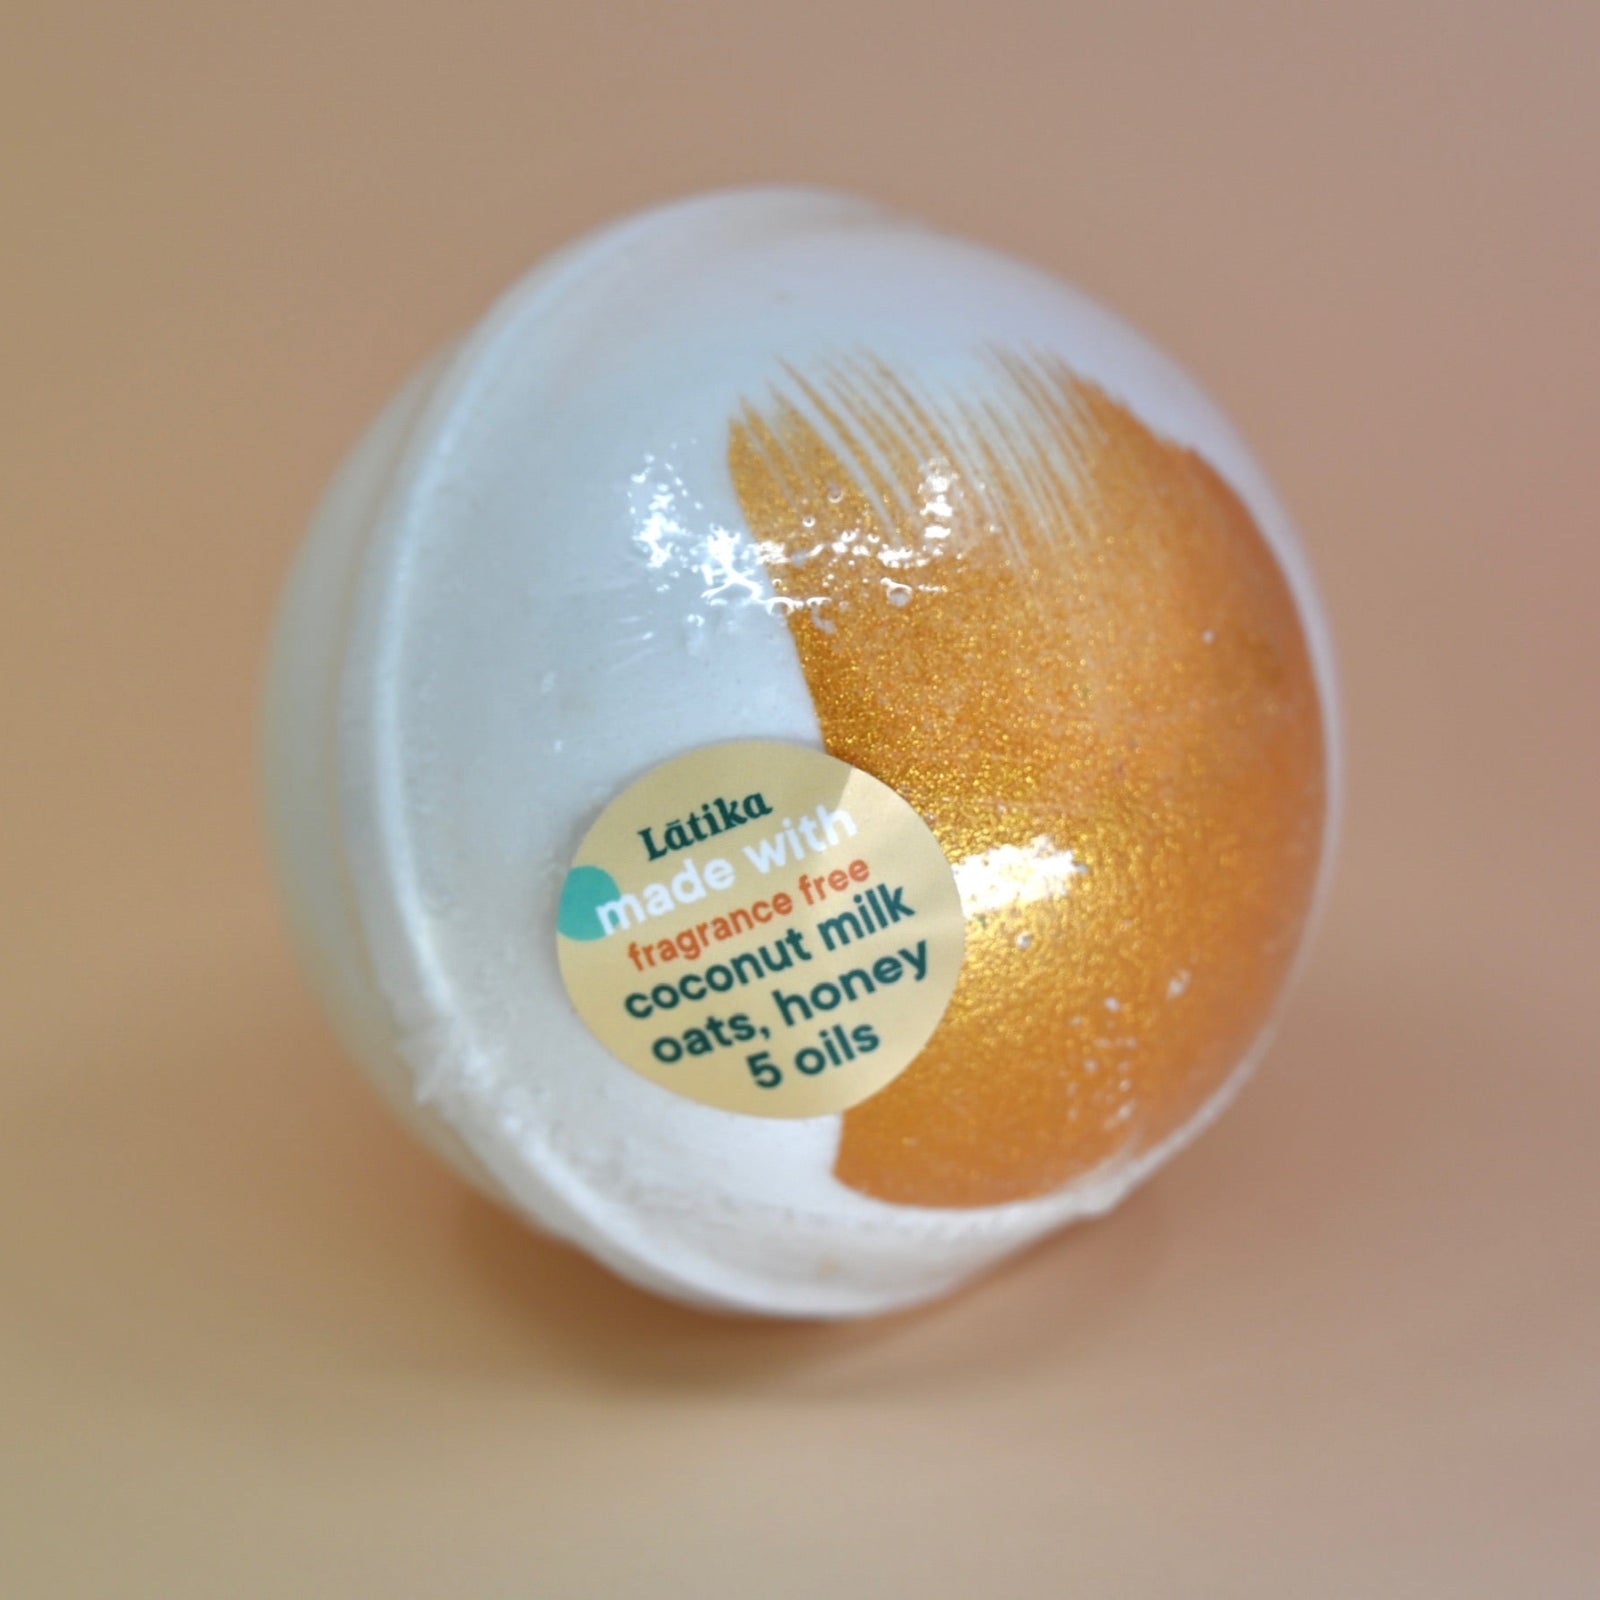 Lātika
made with
fragrance free
coconut milk
oats, honey
5 oils